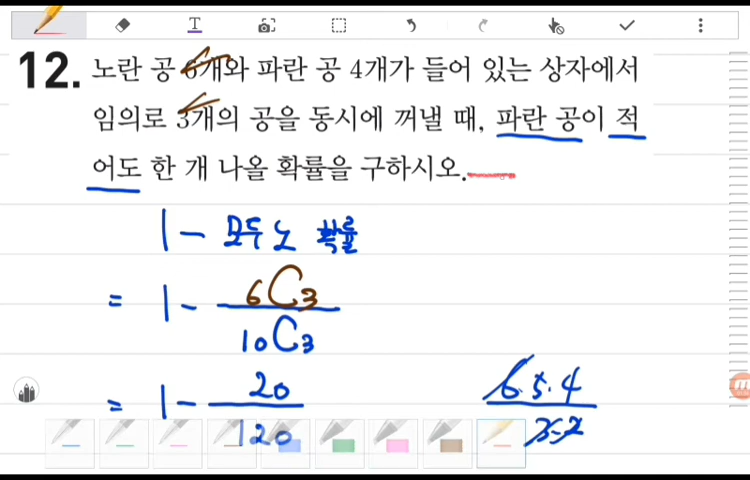 T
12. 노란 공 6개와 파란 공 4개가 들어 있는 상자에서
임의로 3개의 공을 동시에 꺼낼 때, 파란 공이 적
어도 한 개 나올 확률을 구하시오.
1 - 모두 노 확률
= 1 - 6C3 / 10C3
= 1 - 20 / 120
6·5·4 / 3·2